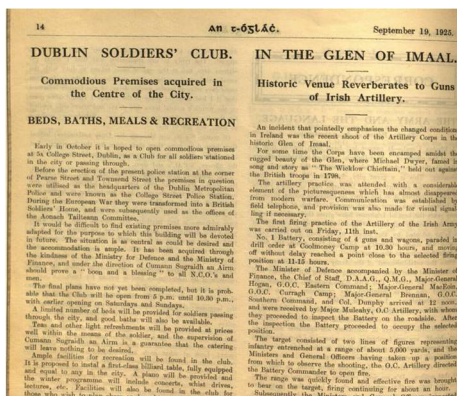 14
An t-Óglác.
September 19, 1925.
DUBLIN SOLDIERS' CLUB.
Commodious Premises acquired in
the Centre of the City.
BEDS, BATHS, MEALS & RECREATION
Early in October it is hoped to open commodious premises
at 5a College Street, Dublin, as a Club for all soldiers stationed
in the city or passing through.
Before the erection of the present police station at the corner
of Pearse Street and Townsend Street the premises in question
were utilised as the headquarters of the Dublin Metropolitan
Police and were known as the College Street Police Station.
During the European War they were transformed into a British
Soldiers' Home, and were subsequently used as the offices of
the Aonach Tailteann Committee.
It would be difficult to find existing premises more admirably
adapted for the purpose to which this building will be devoted
in future. The situation is as central as could be desired and
the accommodation is ample. It has been acquired through
the kindness of the Ministry for Defence and the Ministry of
Finance, and under the direction of Cumann Sugraidh an Airm
should prove a "boon and a blessing" to all N.C.O.'s and
men.
The final plans have not yet been completed, but it is prob-
able that the Club will be open from 5 p.m. until 10.30 p.m.,
with earlier opening on Saturdays and Sundays.
A limited number of beds will be provided for soldiers passing
through the city, and good baths will also be available.
Teas and other light refreshments will be provided at prices
well within the means of the soldier, and the supervision of
Cumann Sugraidh an Airm is a guarantee that the catering
will leave nothing to be desired.
Ample facilities for recreation will be found in the club.
It is proposed to instal a first-class billiard table, fully equipped
and equal to any in the city. A piano will be provided and
the winter programme will include concerts, whist drives,
lectures, etc. Facilities will also be found in the club for
those who wish to
IN THE GLEN OF IMAAL.
Historic Venue Reverberates to Guns
of Irish Artillery.
An incident that pointedly emphasises the changed condition
in Ireland was the recent shoot of the Artillery Corps in the
historic Glen of Imaal.
For some time the Corps have been encamped amidst the
rugged beauty of the Glen, where Michael Dwyer, famed in
song and story as "The Wicklow Chieftain," held out against
the British troops in 1798.
The artillery practice was attended with a considerable
element of the picturesqueness which has almost disappeared
from modern warfare. Communication was established by
field telephone, and provision was also made for visual signal-
ling if necessary.
The first firing practice of the Artillery of the Irish Army
was carried out on Friday, 11th inst.
No. 1 Battery, consisting of 4 guns and wagons, paraded in
drill order at Coolmoney Camp at 10.30 hours, and moving
off without delay reached a point close to the selected firing
position at 11.15 hours.
The Minister of Defence accompanied by the Minister of
Finance, the Chief of Staff, D.A.A.G., Q.M.G., Major-General
Hogan, G.O.C. Eastern Command; Major-General MacEoin,
G.O.C. Curragh Camp; Major-General Brennan, G.O.C.
Southern Command, and Col. Dunphy arrived at 12 noon,
and were received by Major Mulcahy, O.C. Artillery, with whom
they proceeded to inspect the Battery on the roadside. After
the inspection the Battery proceeded to occupy the selected
position.
The target consisted of two lines of figures representing
infantry entrenched at a range of about 5,000 yards, and the
Ministers and General Officers having taken up a position
from which to observe the shooting, the O.C. Artillery directed
the Battery Commander to open fire.
The range was quickly found and effective fire was brought
to bear on the target, firing continuing for about an hour.
Subsequently the